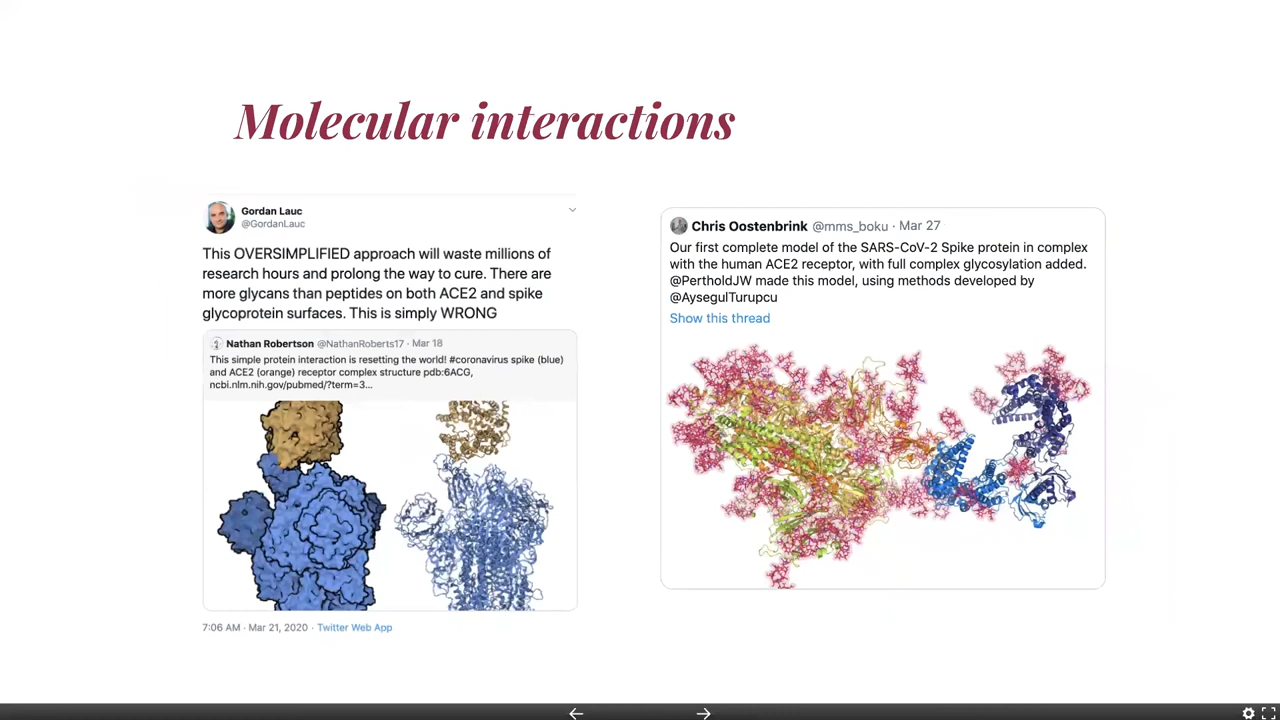 Molecular interactions
Gordan Lauc
@GordanLauc
This OVERSIMPLIFIED approach will waste millions of
research hours and prolong the way to cure. There are
more glycans than peptides on both ACE2 and spike
glycoprotein surfaces. This is simply WRONG
Nathan Robertson @NathanRoberts17 · Mar 18
This simple protein interaction is resetting the world! #coronavirus spike (blue)
and ACE2 (orange) receptor complex structure pdb:6ACG,
ncbi.nlm.nih.gov/pubmed/?term=3...
7:06 AM · Mar 21, 2020 · Twitter Web App
Chris Oostenbrink @mms_boku · Mar 27
Our first complete model of the SARS-CoV-2 Spike protein in complex
with the human ACE2 receptor, with full complex glycosylation added.
@PertholdJW made this model, using methods developed by
@AysegulTurupcu
Show this thread